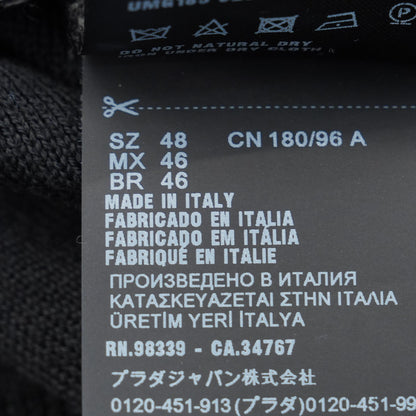 DO NOT NATURAL DRY
SZ 48 CN 180/96 A
MX 46
BR 46
MADE IN ITALY
FABRICADO EN ITALIA
FABRICADO EM ITÁLIA
FABRIQUÉ EN ITALIE
ПРОИЗВЕДЕНО В ИТАЛИЯ
ΚΑΤΑΣΚΕΥΑΖΕΤΑΙ ΣΤΗΝ ΙΤΑΛΙΑ
ÜRETİM YERİ İTALYA
RN.98339 - CA.34767
プラダジャパン株式会社
0120-451-913(プラダ)0120-451-99